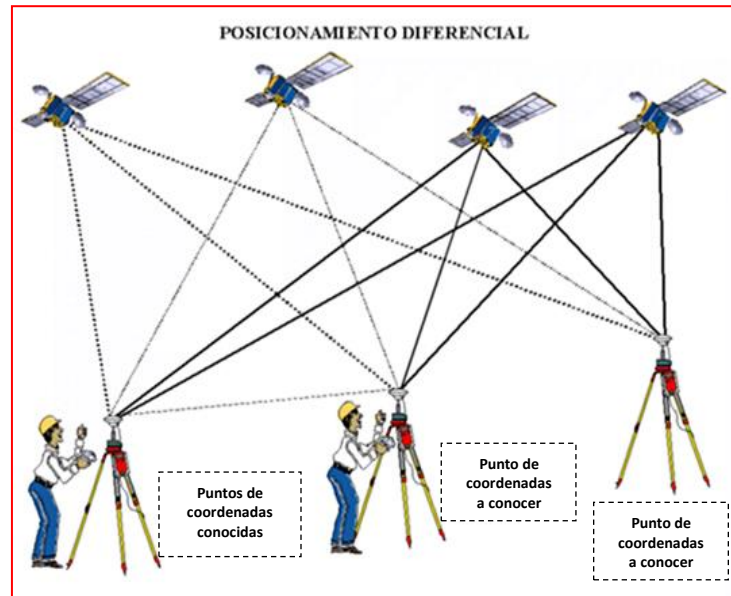 POSICIONAMIENTO DIFERENCIAL
Puntos de
coordenadas
conocidas
Punto de
coordenadas
a conocer
Punto de
coordenadas
a conocer